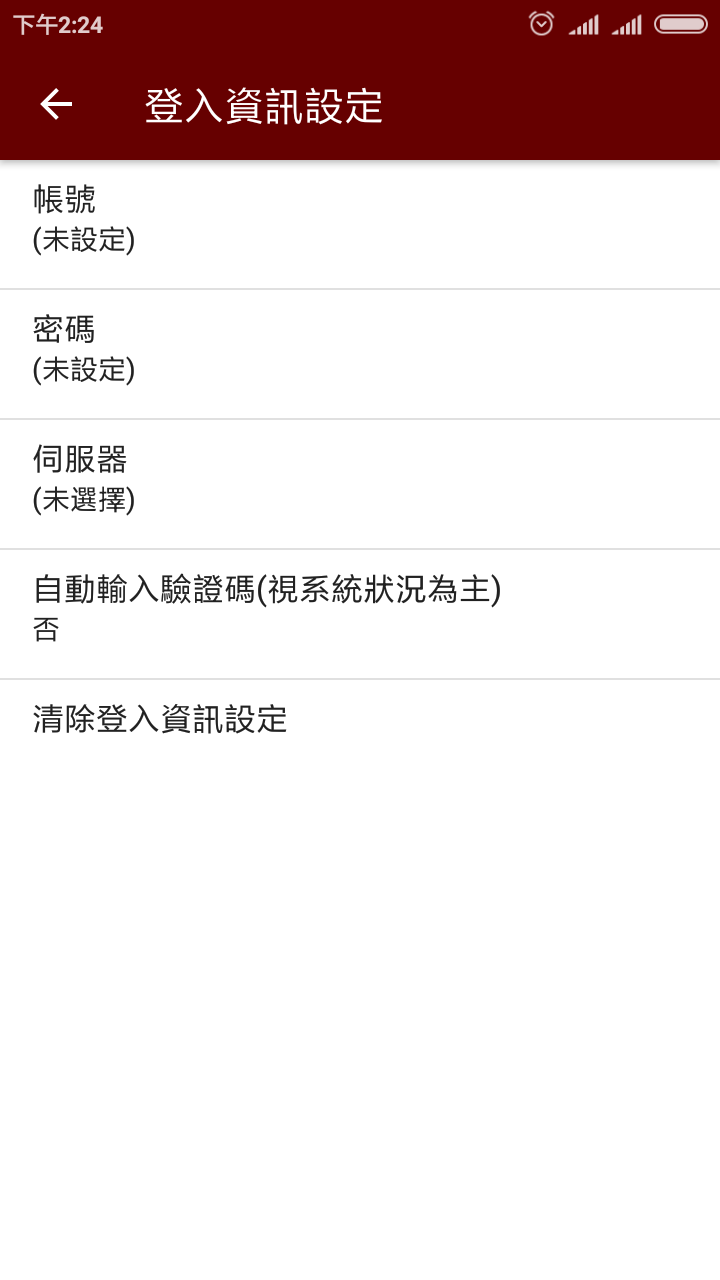 下午2:24
登入資訊設定
帳號
(未設定)
密碼
(未設定)
伺服器
(未選擇)
自動輸入驗證碼(視系統狀況為主)
否
清除登入資訊設定